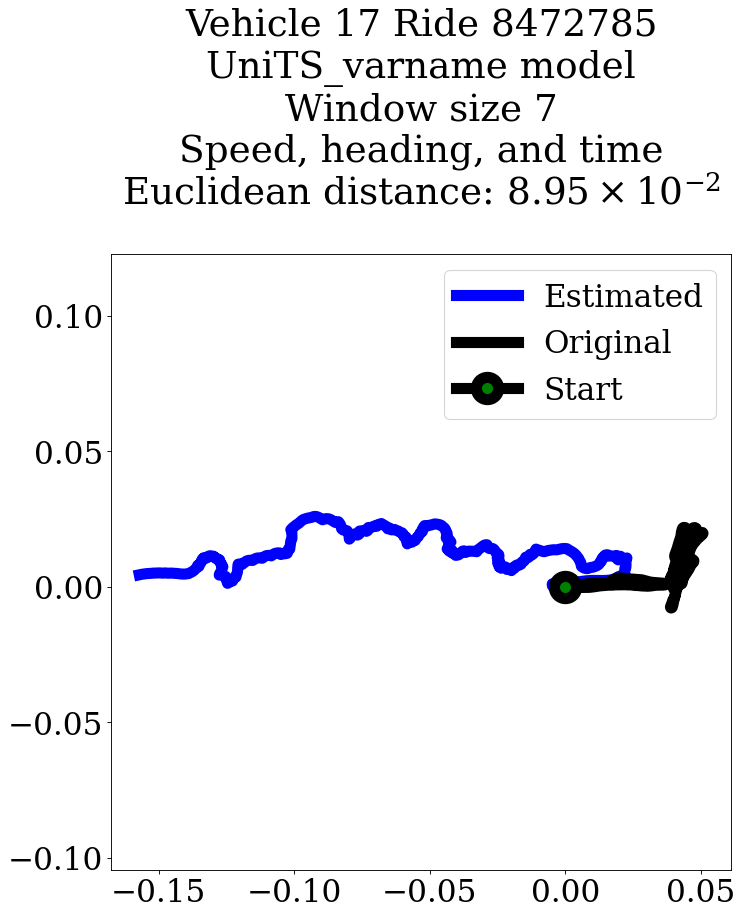 Vehicle 17 Ride 8472785
UniTS_varname model
Window size 7
Speed, heading, and time
Euclidean distance: 8.95 × 10⁻²
Estimated
Original
Start
0.10
0.05
0.00
−0.05
−0.10
−0.15
−0.10
−0.05
0.00
0.05